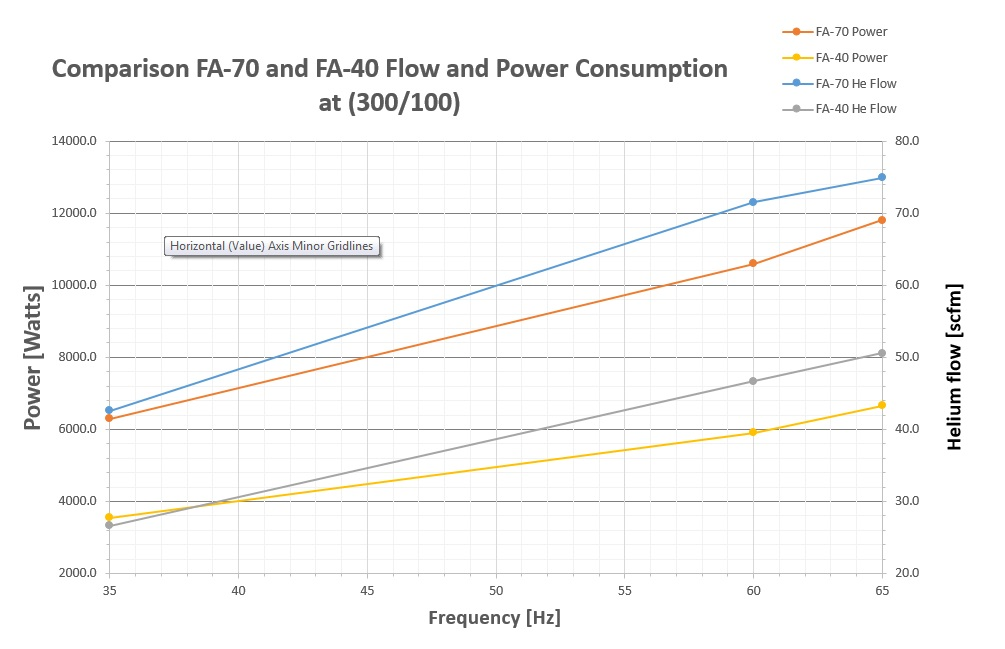 FA-70 Power
FA-40 Power
FA-70 He Flow
FA-40 He Flow
Comparison FA-70 and FA-40 Flow and Power Consumption
at (300/100)
14000.0
12000.0
10000.0
8000.0
6000.0
4000.0
2000.0
Power [Watts]
Horizontal (Value) Axis Minor Gridlines
80.0
70.0
60.0
50.0
40.0
30.0
20.0
Helium flow [scfm]
35 40 45 50 55 60 65
Frequency [Hz]